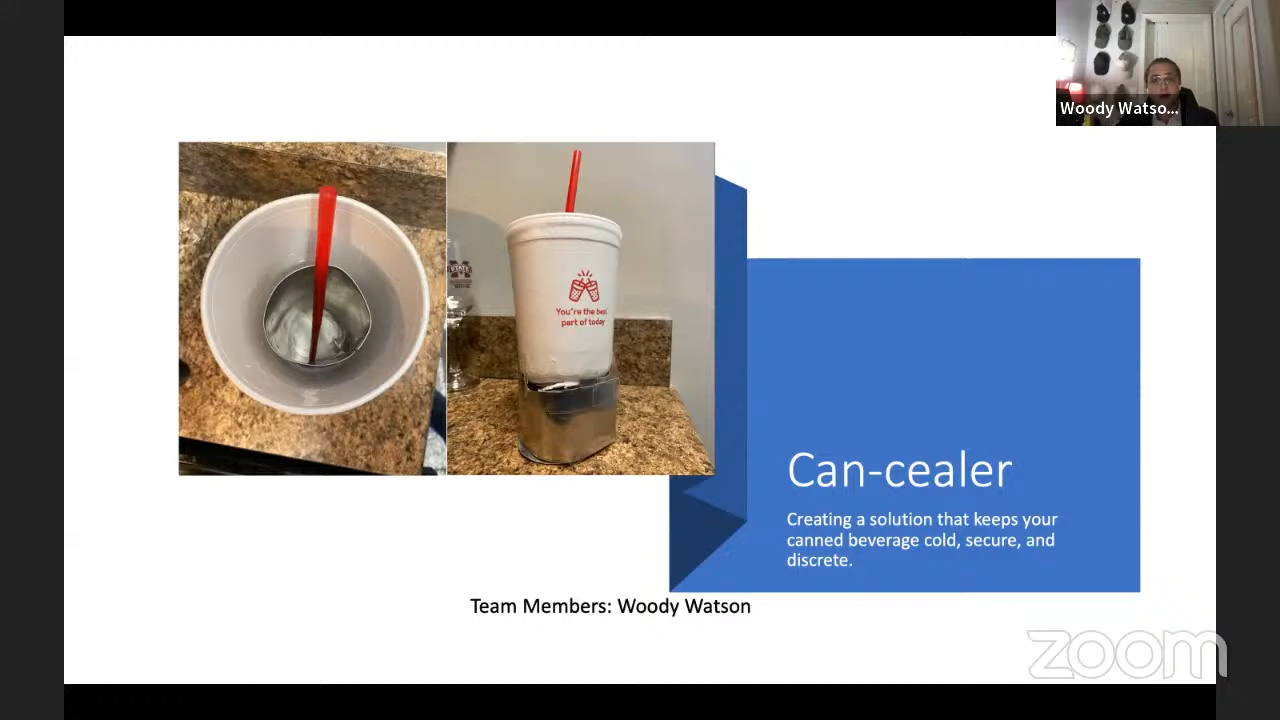 Woody Watso...
STATE
You're the best
part of today
Can-cealer
Creating a solution that keeps your
canned beverage cold, secure, and
discrete.
Team Members: Woody Watson
zoom